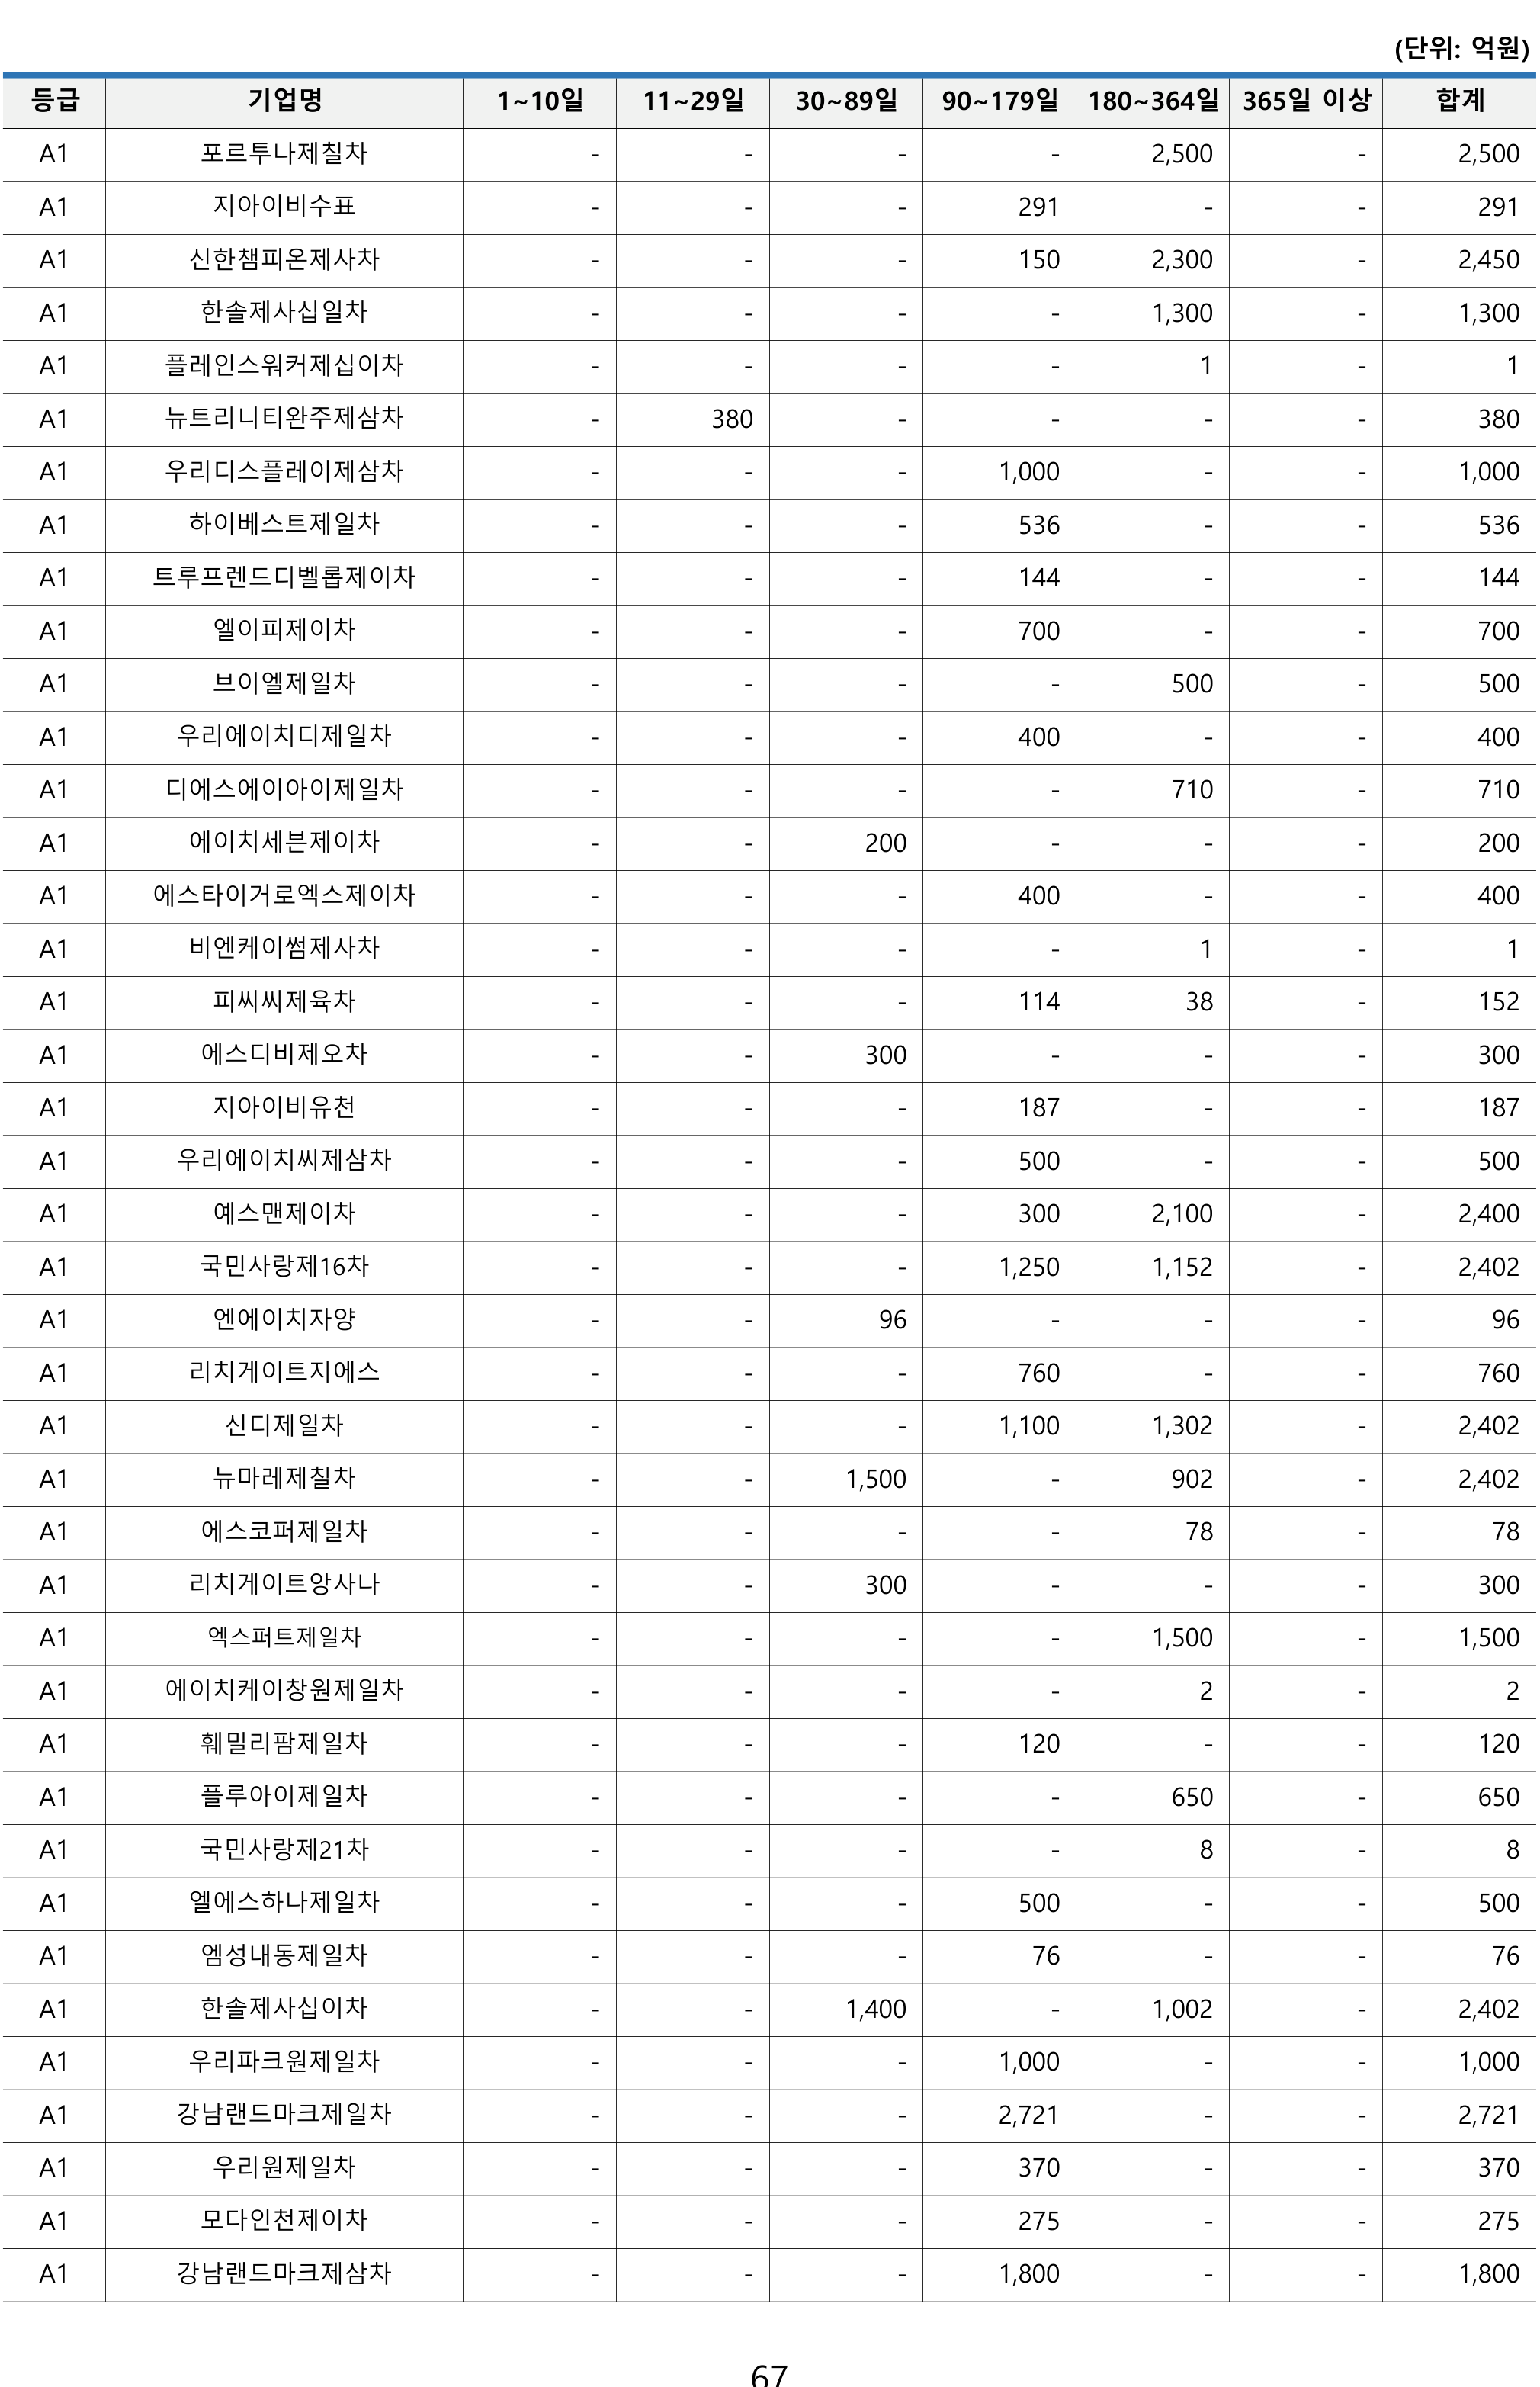 (단위: 억원)
등급 기업명 1~10일 11~29일 30~89일 90~179일 180~364일 365일 이상 합계
A1 포르투나제칠차 - - - - 2,500 - 2,500
A1 지아이비수표 - - - 291 - - 291
A1 신한챔피온제사차 - - - 150 2,300 - 2,450
A1 한솔제사십일차 - - - - 1,300 - 1,300
A1 플레인스워커제십이차 - - - - 1 - 1
A1 뉴트리니티완주제삼차 - 380 - - - - 380
A1 우리디스플레이제삼차 - - - 1,000 - - 1,000
A1 하이베스트제일차 - - - 536 - - 536
A1 트루프렌드디벨롭제이차 - - - 144 - - 144
A1 엘이피제이차 - - - 700 - - 700
A1 브이엘제일차 - - - - 500 - 500
A1 우리에이치디제일차 - - - 400 - - 400
A1 디에스에이아이제일차 - - - - 710 - 710
A1 에이치세븐제이차 - - 200 - - - 200
A1 에스타이거로엑스제이차 - - - 400 - - 400
A1 비엔케이썸제사차 - - - - 1 - 1
A1 피씨씨제육차 - - - 114 38 - 152
A1 에스디비제오차 - - 300 - - - 300
A1 지아이비유천 - - - 187 - - 187
A1 우리에이치씨제삼차 - - - 500 - - 500
A1 예스맨제이차 - - - 300 2,100 - 2,400
A1 국민사랑제16차 - - - 1,250 1,152 - 2,402
A1 엔에이치자양 - - 96 - - - 96
A1 리치게이트지에스 - - - 760 - - 760
A1 신디제일차 - - - 1,100 1,302 - 2,402
A1 뉴마레제칠차 - - 1,500 - 902 - 2,402
A1 에스코퍼제일차 - - - - 78 - 78
A1 리치게이트앙사나 - - 300 - - - 300
A1 엑스퍼트제일차 - - - - 1,500 - 1,500
A1 에이치케이창원제일차 - - - - 2 - 2
A1 훼밀리팜제일차 - - - 120 - - 120
A1 플루아이제일차 - - - - 650 - 650
A1 국민사랑제21차 - - - - 8 - 8
A1 엘에스하나제일차 - - - 500 - - 500
A1 엠성내동제일차 - - - 76 - - 76
A1 한솔제사십이차 - - 1,400 - 1,002 - 2,402
A1 우리파크원제일차 - - - 1,000 - - 1,000
A1 강남랜드마크제일차 - - - 2,721 - - 2,721
A1 우리원제일차 - - - 370 - - 370
A1 모다인천제이차 - - - 275 - - 275
A1 강남랜드마크제삼차 - - - 1,800 - - 1,800
67